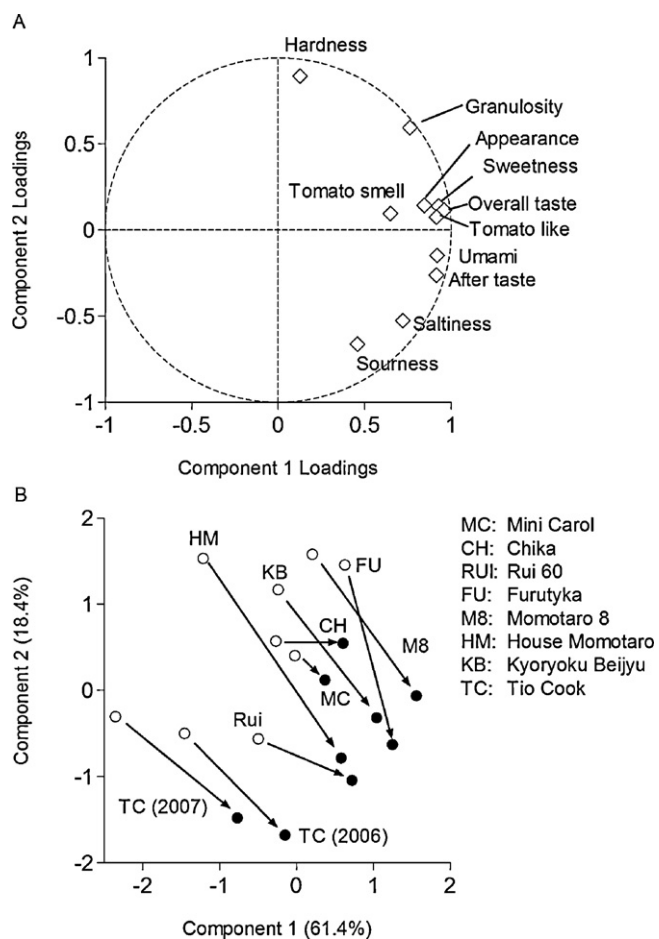 A
Hardness
Granulosity
Appearance
Sweetness
Tomato smell
Overall taste
Tomato like
Umami
After taste
Saltiness
Sourness
1
0.5
0
-0.5
-1
-1
-0.5
0
0.5
1
Component 2 Loadings
Component 1 Loadings
B
HM
KB
FU
CH
M8
MC
Rui
TC (2007)
TC (2006)
2
1
0
-1
-2
-2
-1
0
1
2
Component 2 (18.4%)
Component 1 (61.4%)
MC: Mini Carol
CH: Chika
RUI: Rui 60
FU: Furutyka
M8: Momotaro 8
HM: House Momotaro
KB: Kyoryoku Beijyu
TC: Tio Cook